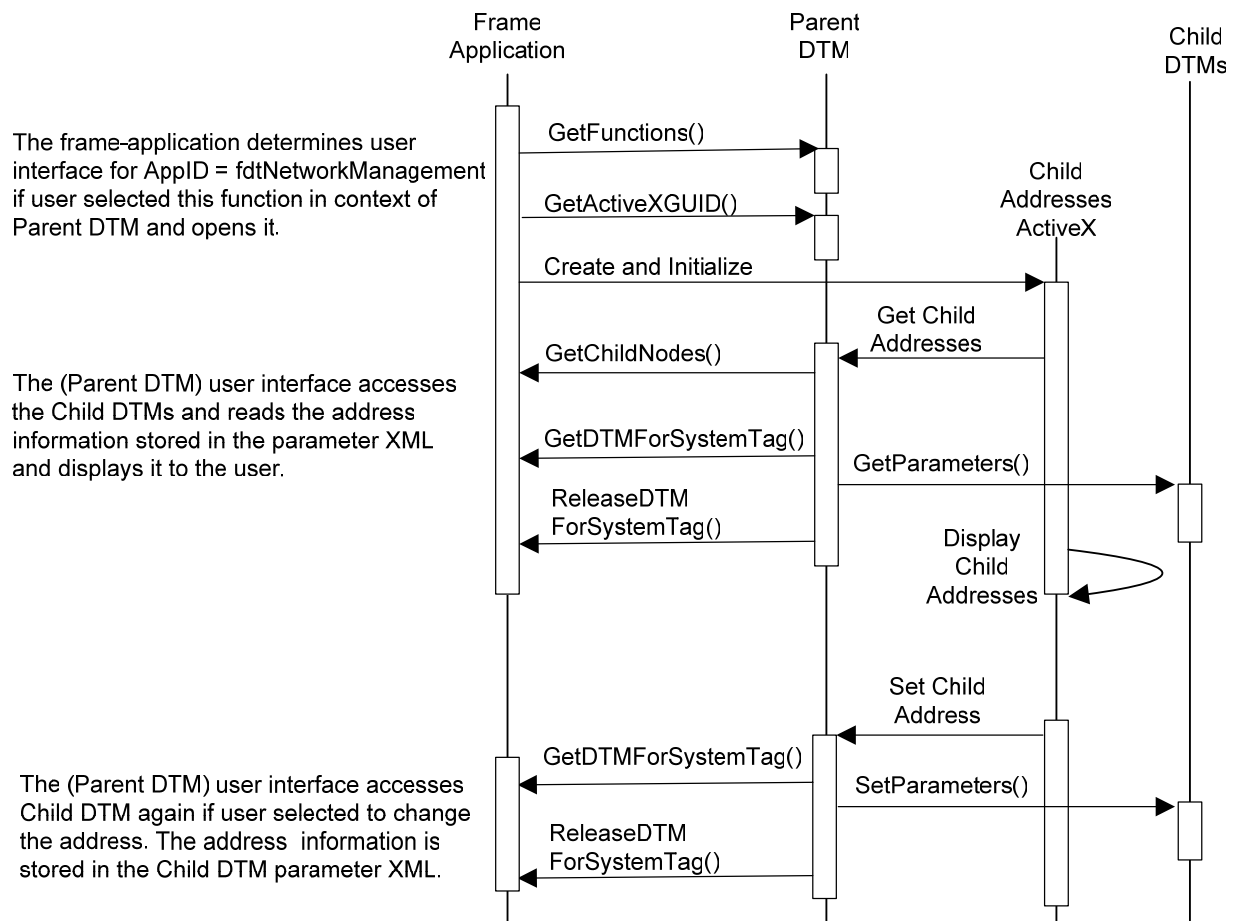 Frame
Application
Parent
DTM
Child
DTMs
The frame-application determines user
interface for AppID = fdtNetworkManagement
if user selected this function in context of
Parent DTM and opens it.
GetFunctions()
GetActiveXGUID()
Child
Addresses
ActiveX
Create and Initialize
Get Child
Addresses
GetChildNodes()
The (Parent DTM) user interface accesses
the Child DTMs and reads the address
information stored in the parameter XML
and displays it to the user.
GetDTMForSystemTag()
GetParameters()
ReleaseDTM
ForSystemTag()
Display
Child
Addresses
Set Child
Address
GetDTMForSystemTag()
SetParameters()
The (Parent DTM) user interface accesses
Child DTM again if user selected to change
the address. The address information is
stored in the Child DTM parameter XML.
ReleaseDTM
ForSystemTag()